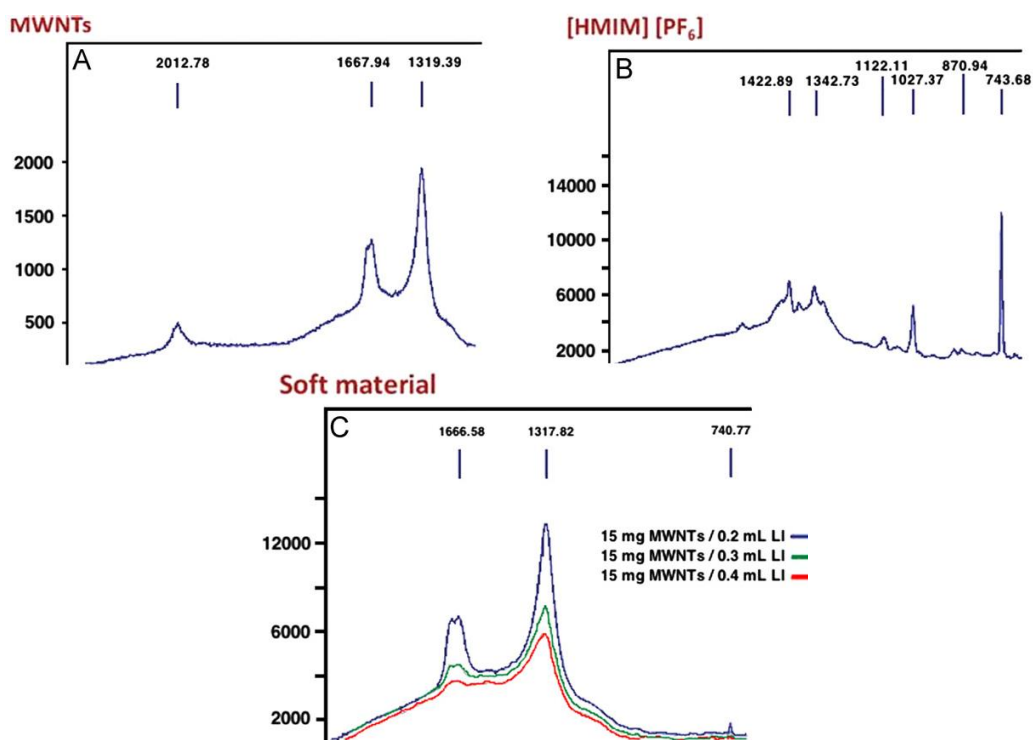 MWNTs
A
2012.78
1667.94
1319.39
2000
1500
1000
500
[HMIM] [PF6]
B
1422.89
1342.73
1122.11
1027.37
870.94
743.68
14000
10000
6000
2000
Soft material
C
1666.58
1317.82
740.77
12000
6000
2000
15 mg MWNTs / 0.2 mL LI
15 mg MWNTs / 0.3 mL LI
15 mg MWNTs / 0.4 mL LI